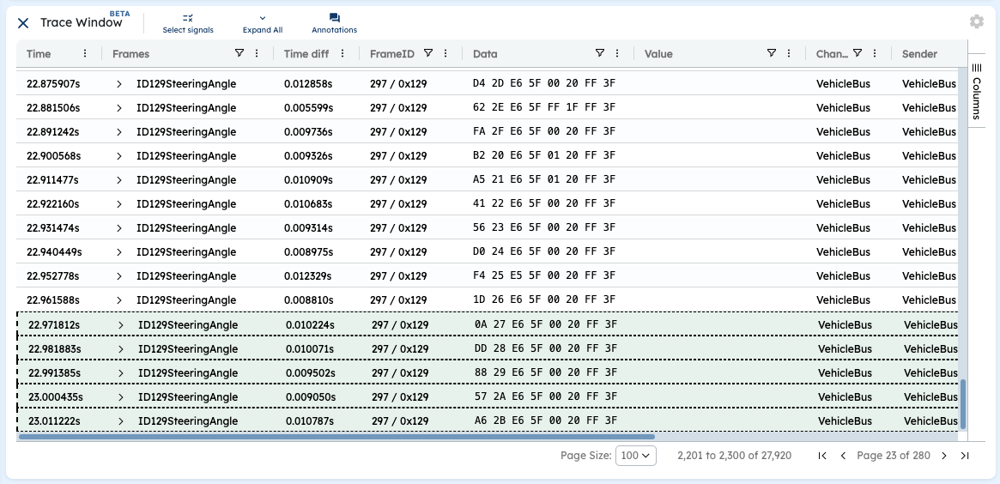 Trace Window BETA Select signals Expand All Annotations
Time Frames Time diff FrameID Data Value Chan... Sender
22.875907s ID129SteeringAngle 0.012858s 297 / 0x129 D4 2D E6 5F 00 20 FF 3F VehicleBus VehicleBus
22.881506s ID129SteeringAngle 0.005599s 297 / 0x129 62 2E E6 5F FF 1F FF 3F VehicleBus VehicleBus
22.891242s ID129SteeringAngle 0.009736s 297 / 0x129 FA 2F E6 5F 00 20 FF 3F VehicleBus VehicleBus
22.900568s ID129SteeringAngle 0.009326s 297 / 0x129 B2 20 E6 5F 01 20 FF 3F VehicleBus VehicleBus
22.911477s ID129SteeringAngle 0.010909s 297 / 0x129 A5 21 E6 5F 01 20 FF 3F VehicleBus VehicleBus
22.922160s ID129SteeringAngle 0.010683s 297 / 0x129 41 22 E6 5F 00 20 FF 3F VehicleBus VehicleBus
22.931474s ID129SteeringAngle 0.009314s 297 / 0x129 56 23 E6 5F 00 20 FF 3F VehicleBus VehicleBus
22.940449s ID129SteeringAngle 0.008975s 297 / 0x129 D0 24 E6 5F 00 20 FF 3F VehicleBus VehicleBus
22.952778s ID129SteeringAngle 0.012329s 297 / 0x129 F4 25 E5 5F 00 20 FF 3F VehicleBus VehicleBus
22.961588s ID129SteeringAngle 0.008810s 297 / 0x129 1D 26 E6 5F 00 20 FF 3F VehicleBus VehicleBus
22.971812s ID129SteeringAngle 0.010224s 297 / 0x129 0A 27 E6 5F 00 20 FF 3F VehicleBus VehicleBus
22.981883s ID129SteeringAngle 0.010071s 297 / 0x129 DD 28 E6 5F 00 20 FF 3F VehicleBus VehicleBus
22.991385s ID129SteeringAngle 0.009502s 297 / 0x129 88 29 E6 5F 00 20 FF 3F VehicleBus VehicleBus
23.000435s ID129SteeringAngle 0.009050s 297 / 0x129 57 2A E6 5F 00 20 FF 3F VehicleBus VehicleBus
23.011222s ID129SteeringAngle 0.010787s 297 / 0x129 A6 2B E6 5F 00 20 FF 3F VehicleBus VehicleBus
Columns
Page Size: 100 2,201 to 2,300 of 27,920 Page 23 of 280